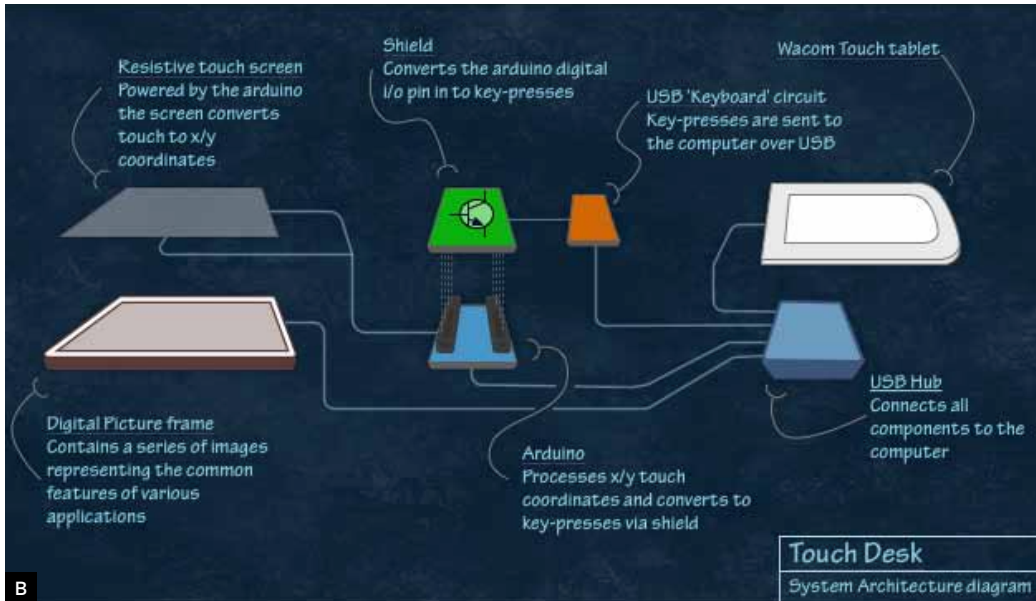 Resistive touch screen
Powered by the arduino
the screen converts
touch to x/y
coordinates
Shield
Converts the arduino digital
i/o pin in to key-presses
USB 'Keyboard' circuit
Key-presses are sent to
the computer over USB
Wacom Touch tablet
Digital Picture frame
Contains a series of images
representing the common
features of various
applications
Arduino
Processes x/y touch
coordinates and converts to
key-presses via shield
USB Hub
Connects all
components to the
computer
Touch Desk
System Architecture diagram
B